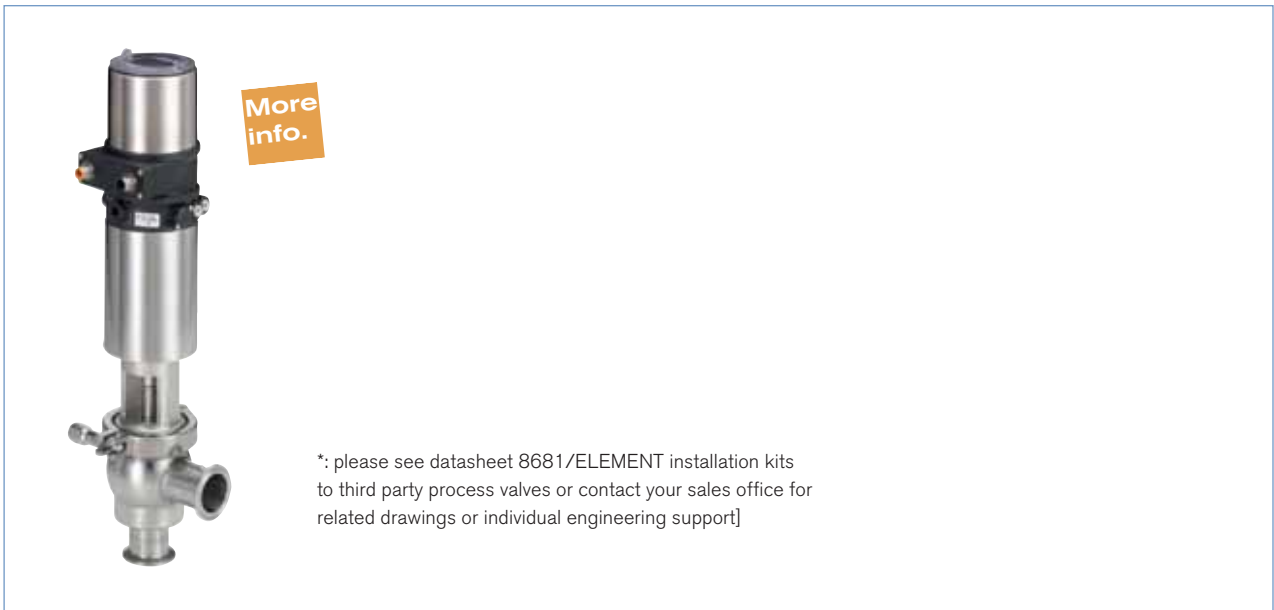 More
info.
*: please see datasheet 8681/ELEMENT installation kits
to third party process valves or contact your sales office for
related drawings or individual engineering support]